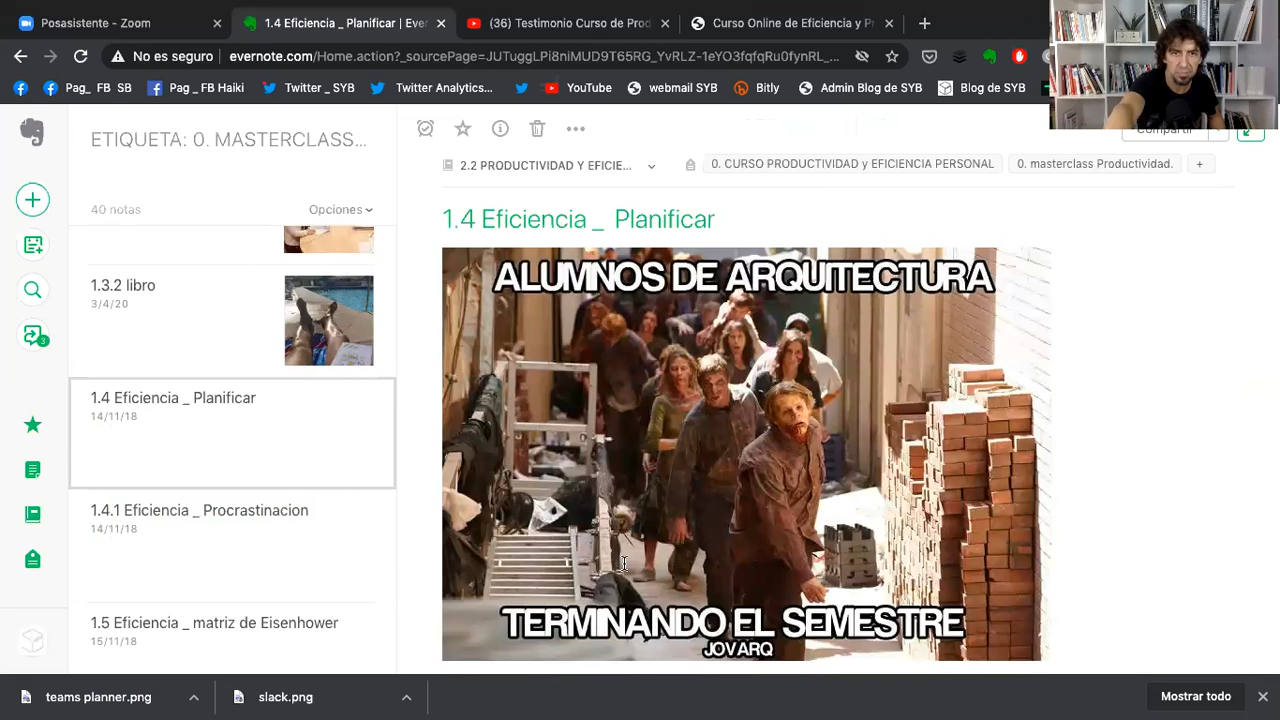 Posasistente - Zoom
1.4 Eficiencia _ Planificar | Ever
(36) Testimonio Curso de Prod
Curso Online de Eficiencia y P
No es seguro
evernote.com/Home.action?_sourcePage=JUTuggLPi8niMUD9T65RG_YvRLZ-1eYO3fqfqRu0fynRL_...
Pag_ FB SB
Pag _ FB Haiki
Twitter _ SYB
Twitter Analytics...
YouTube
webmail SYB
Bitly
Admin Blog de SYB
Blog de SYB
ETIQUETA: 0. MASTERCLASS...
40 notas
Opciones
1.3.2 libro
3/4/20
1.4 Eficiencia _ Planificar
14/11/18
1.4.1 Eficiencia _ Procrastinacion
14/11/18
1.5 Eficiencia _ matriz de Eisenhower
15/11/18
3
2.2 PRODUCTIVIDAD Y EFICIE...
0. CURSO PRODUCTIVIDAD y EFICIENCIA PERSONAL
0. masterclass Productividad.
+
Compartir
1.4 Eficiencia _ Planificar
ALUMNOS DE ARQUITECTURA
TERMINANDO EL SEMESTRE
JOVARQ
teams planner.png
slack.png
Mostrar todo